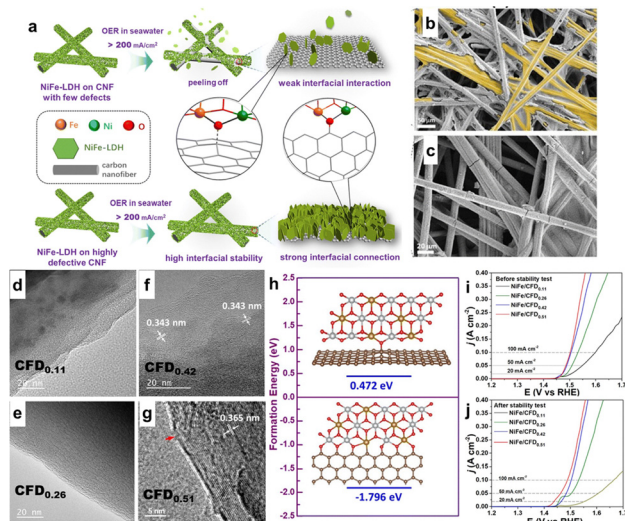 a
OER in seawater
> 200 mA/cm²
peeling off
weak interfacial interaction
NiFe-LDH on CNF
with few defects
Fe Ni O
NiFe-LDH
carbon
nanofiber
OER in seawater
> 200 mA/cm²
NiFe-LDH on highly
defective CNF
high interfacial stability
strong interfacial connection
b
c
20 µm
d
CFD0.11
20 nm
f
0.343 nm
0.343 nm
CFD0.42
20 nm
e
CFD0.26
20 nm
g
0.365 nm
CFD0.51
5 nm
h
Formation Energy (eV)
2.5
2.0
1.5
1.0
0.5
0.0
-0.5
-1.0
-1.5
-2.0
-2.5
0.472 eV
-1.796 eV
i
Before stability test
NiFe/CFD0.11
NiFe/CFD0.26
NiFe/CFD0.42
NiFe/CFD0.51
100 mA cm⁻²
50 mA cm⁻²
20 mA cm⁻²
j (A cm⁻²)
0.40
0.35
0.30
0.25
0.20
0.15
0.10
0.05
0.00
1.2 1.3 1.4 1.5 1.6 1.7
E (V vs RHE)
j
After stability test
NiFe/CFD0.11
NiFe/CFD0.26
NiFe/CFD0.42
NiFe/CFD0.51
100 mA cm⁻²
50 mA cm⁻²
20 mA cm⁻²
j (A cm⁻²)
0.40
0.35
0.30
0.25
0.20
0.15
0.10
0.05
0.00
1.2 1.3 1.4 1.5 1.6 1.7
E (V vs RHE)